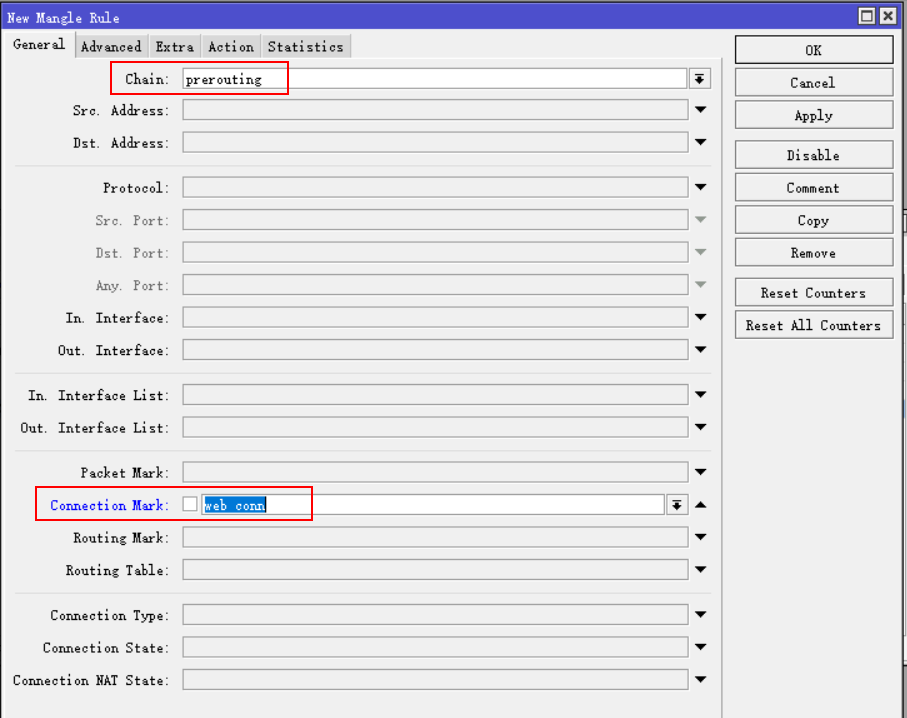 New Mangle Rule
General Advanced Extra Action Statistics
Chain: prerouting
Src. Address:
Dst. Address:
Protocol:
Src. Port:
Dst. Port:
Any. Port:
In. Interface:
Out. Interface:
In. Interface List:
Out. Interface List:
Packet Mark:
Connection Mark: web conn
Routing Mark:
Routing Table:
Connection Type:
Connection State:
Connection NAT State:
OK
Cancel
Apply
Disable
Comment
Copy
Remove
Reset Counters
Reset All Counters